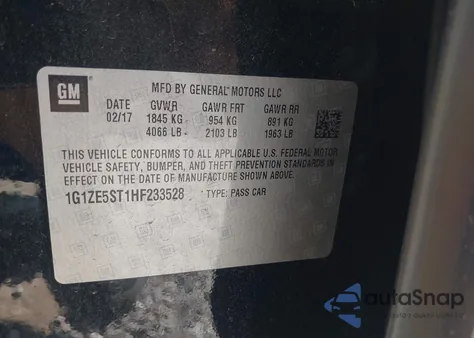 GM
MFD BY GENERAL MOTORS LLC
DATE GVWR GAWR FRT GAWR RR
02/17 1845 KG 954 KG 891 KG
4066 LB 2103 LB 1963 LB
THIS VEHICLE CONFORMS TO ALL APPLICABLE U.S. FEDERAL MOTOR
VEHICLE SAFETY, BUMPER, AND THEFT PREVENTION STANDARDS
IN EFFECT ON THE DATE OF MANUFACTURE SHOWN ABOVE.
1G1ZE5ST1HF233528 TYPE: PASS CAR
autoSnap